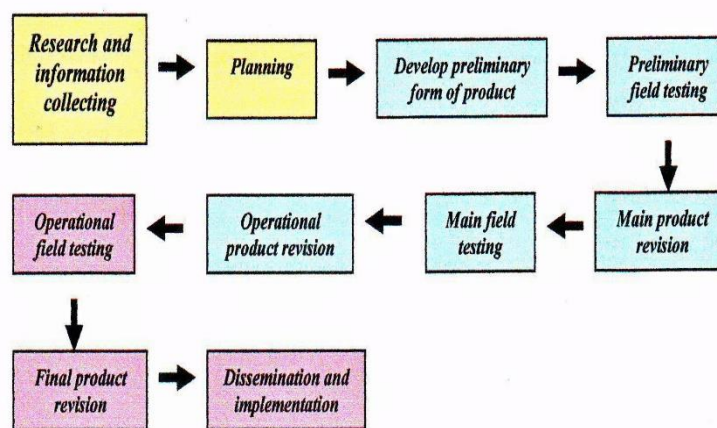 Research and
information
collecting
Planning
Develop preliminary
form of product
Preliminary
field testing
Main product
revision
Main field
testing
Operational
product revision
Operational
field testing
Final product
revision
Dissemination and
implementation